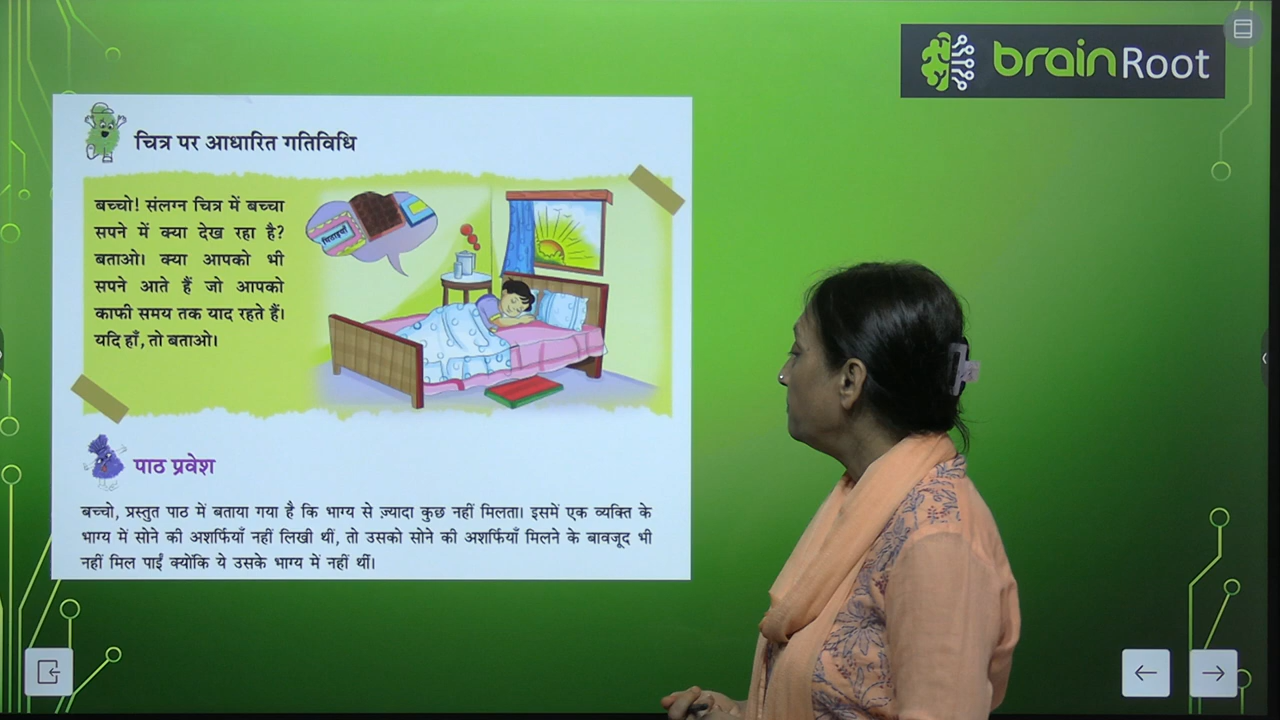 brainRoot
चित्र पर आधारित गतिविधि
बच्चो! संलग्न चित्र में बच्चा
सपने में क्या देख रहा है?
बताओ। क्या आपको भी
सपने आते हैं जो आपको
काफी समय तक याद रहते हैं।
यदि हाँ, तो बताओ।
मिठाइयाँ
पाठ प्रवेश
बच्चो, प्रस्तुत पाठ में बताया गया है कि भाग्य से ज़्यादा कुछ नहीं मिलता। इसमें एक व्यक्ति के
भाग्य में सोने की अशर्फियाँ नहीं लिखी थीं, तो उसको सोने की अशर्फियाँ मिलने के बावजूद भी
नहीं मिल पाईं क्योंकि ये उसके भाग्य में नहीं थीं।